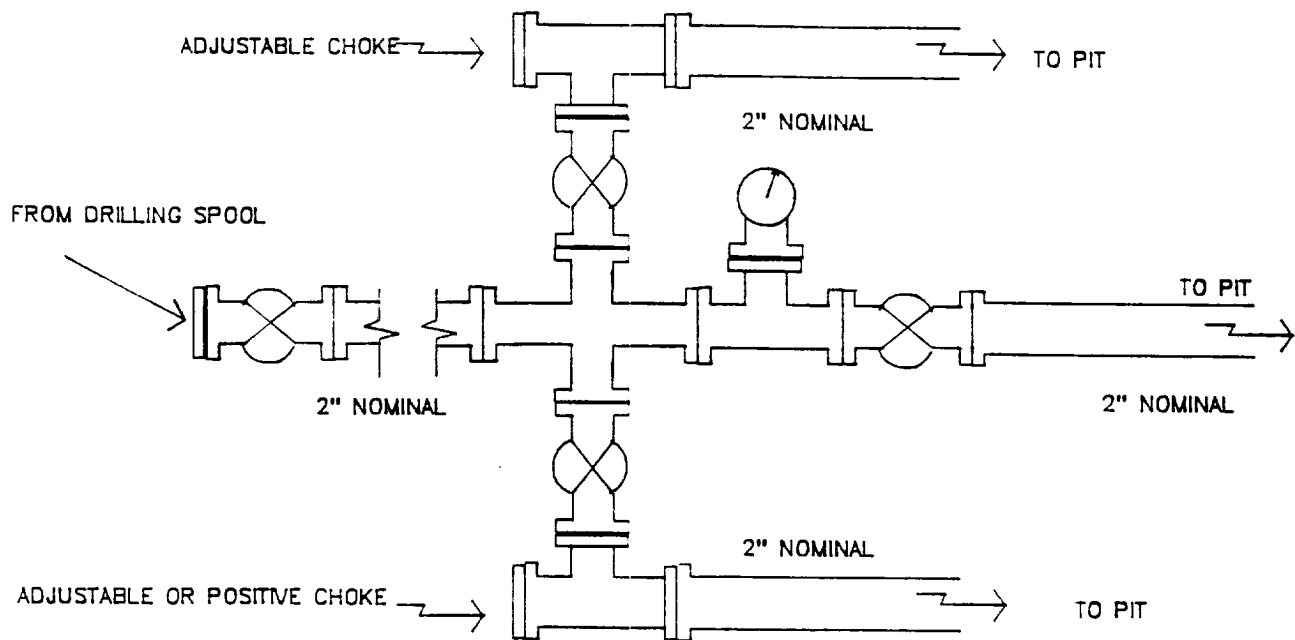 ADJUSTABLE CHOKE
TO PIT
2" NOMINAL
FROM DRILLING SPOOL
TO PIT
2" NOMINAL
2" NOMINAL
2" NOMINAL
ADJUSTABLE OR POSITIVE CHOKE
TO PIT